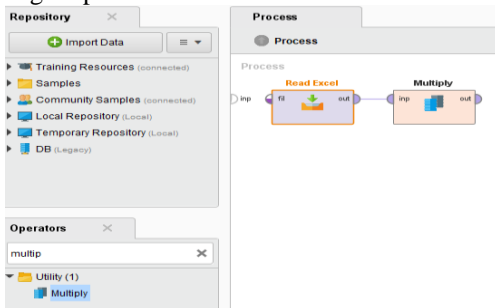 Repository
Import Data
Training Resources (connected)
Samples
Community Samples (connected)
Local Repository (Local)
Temporary Repository (Local)
DB (Legacy)
Operators
multip
Utility (1)
Multiply
Process
Process
Process
Read Excel
Multiply
inp
fil
out
inp
out